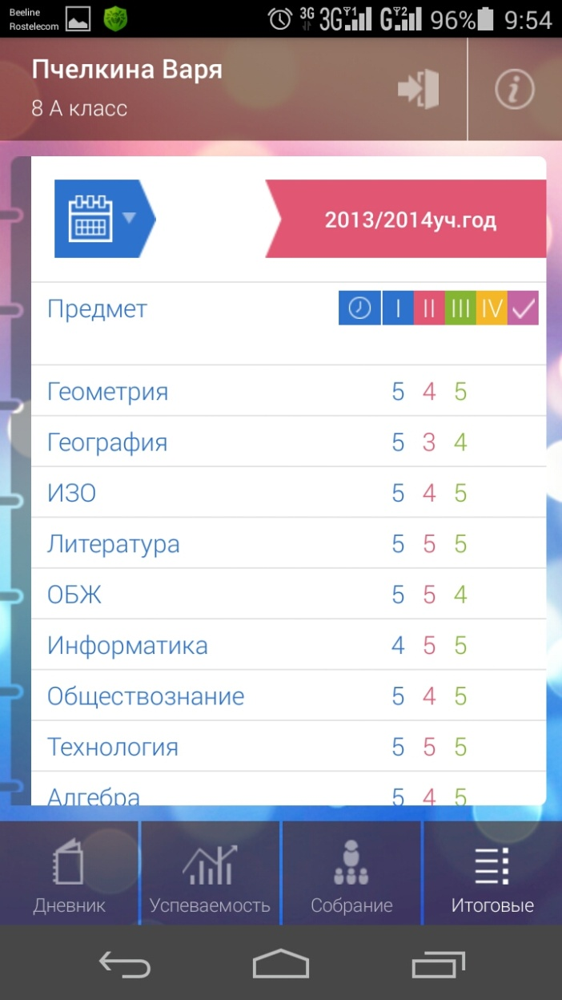 Beeline
Rostelecom 3G 3G 1 G 2 96% 9:54
Пчелкина Варя
8 А класс
2013/2014уч.год
Предмет I II III IV
Геометрия 5 4 5
География 5 3 4
ИЗО 5 4 5
Литература 5 5 5
ОБЖ 5 5 4
Информатика 4 5 5
Обществознание 5 4 5
Технология 5 5 5
Алгебра 5 4 5
Дневник Успеваемость Собрание Итоговые